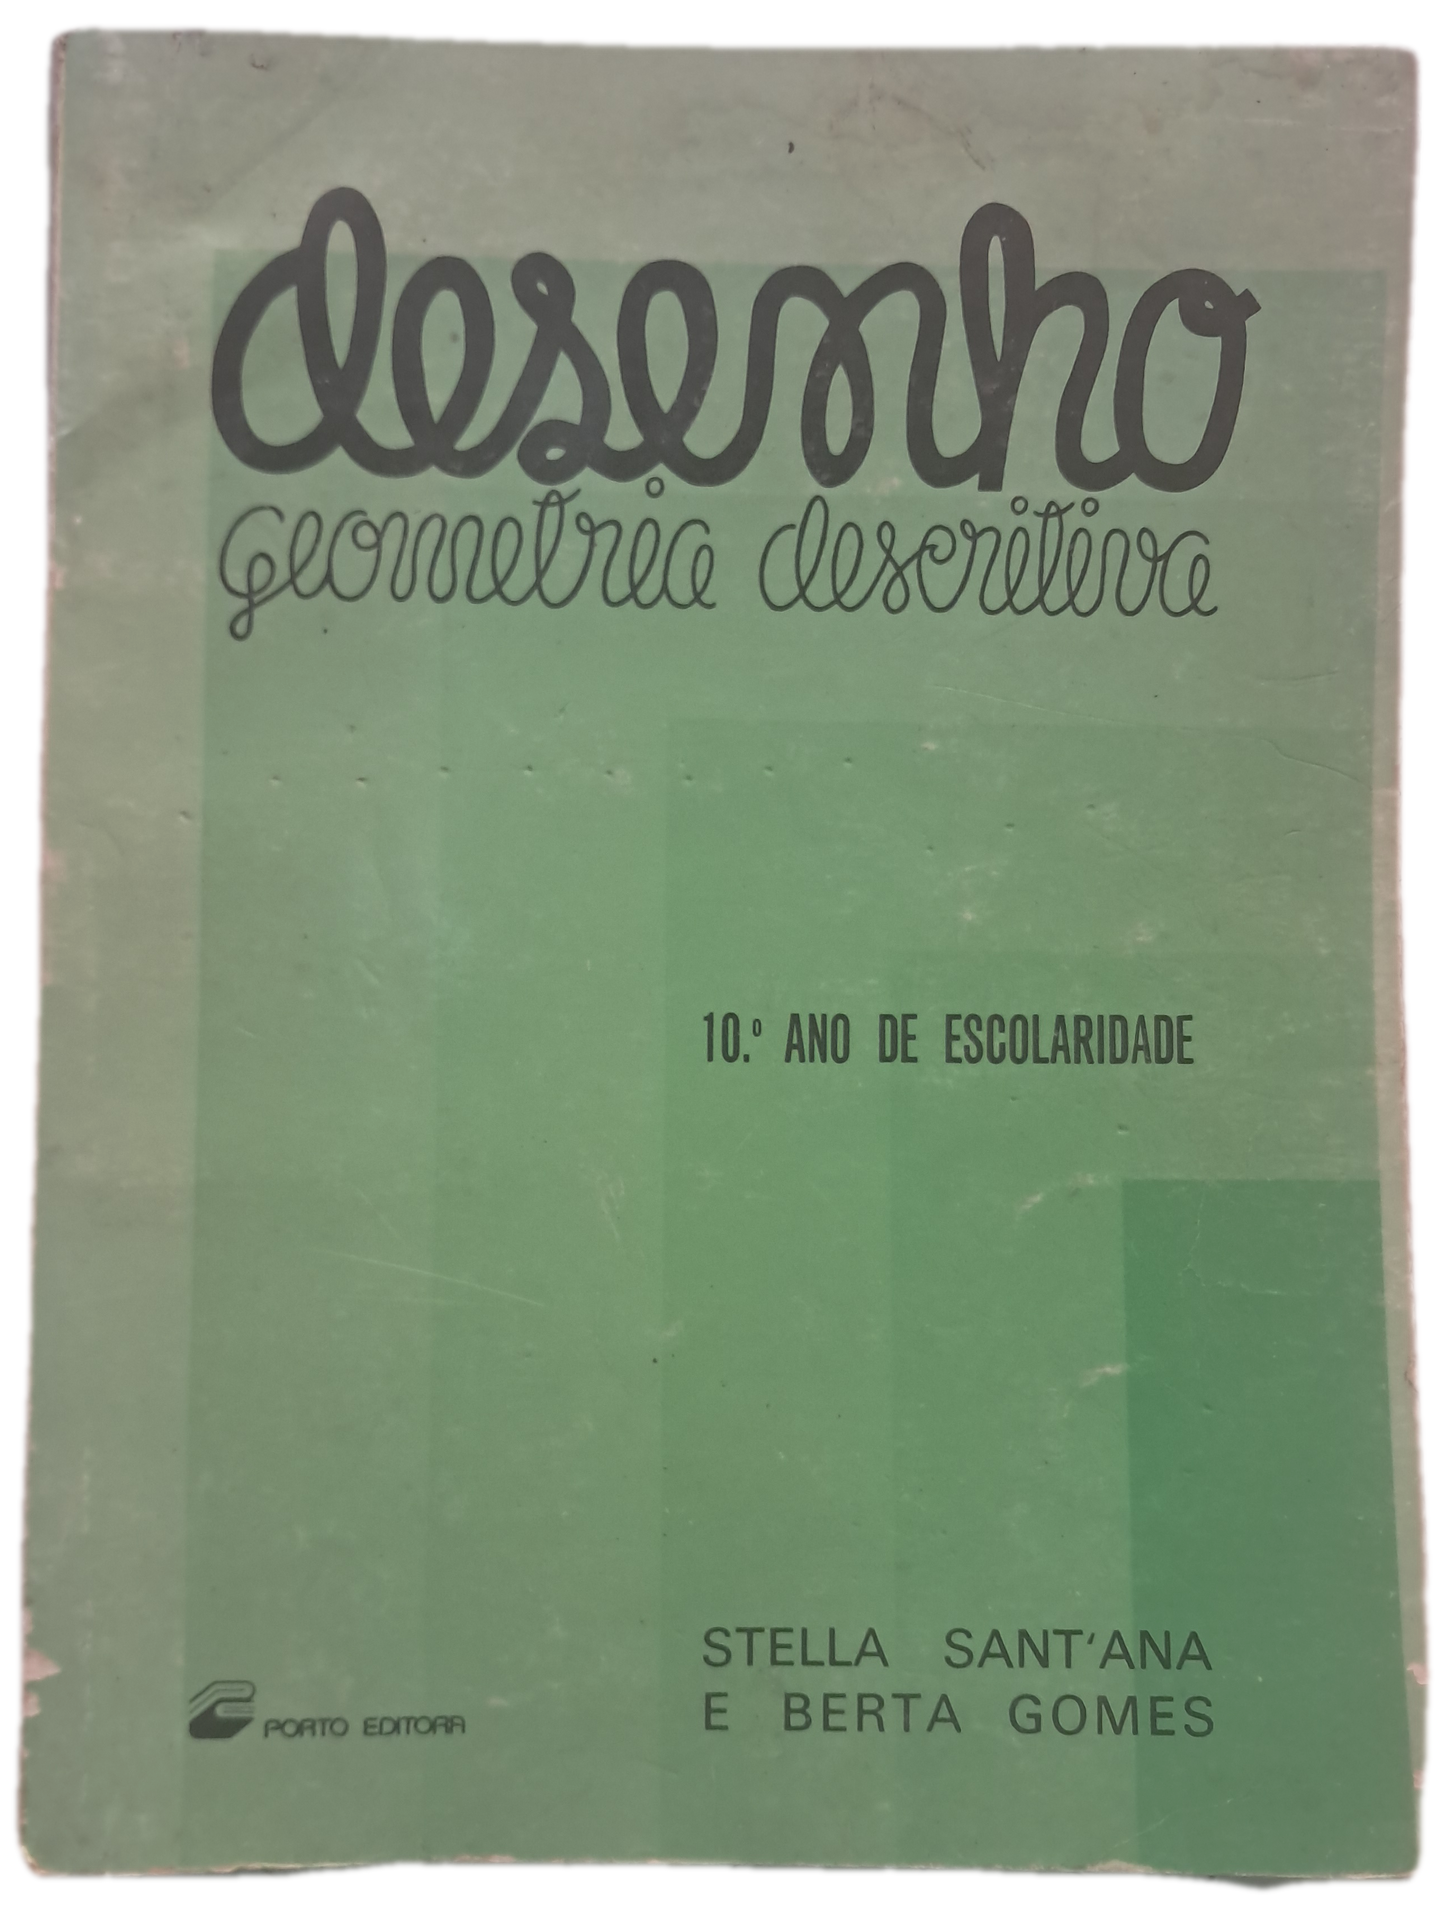 desenho
geometria descritiva
10.º ANO DE ESCOLARIDADE
STELLA SANT'ANA
E BERTA GOMES
PORTO EDITORA